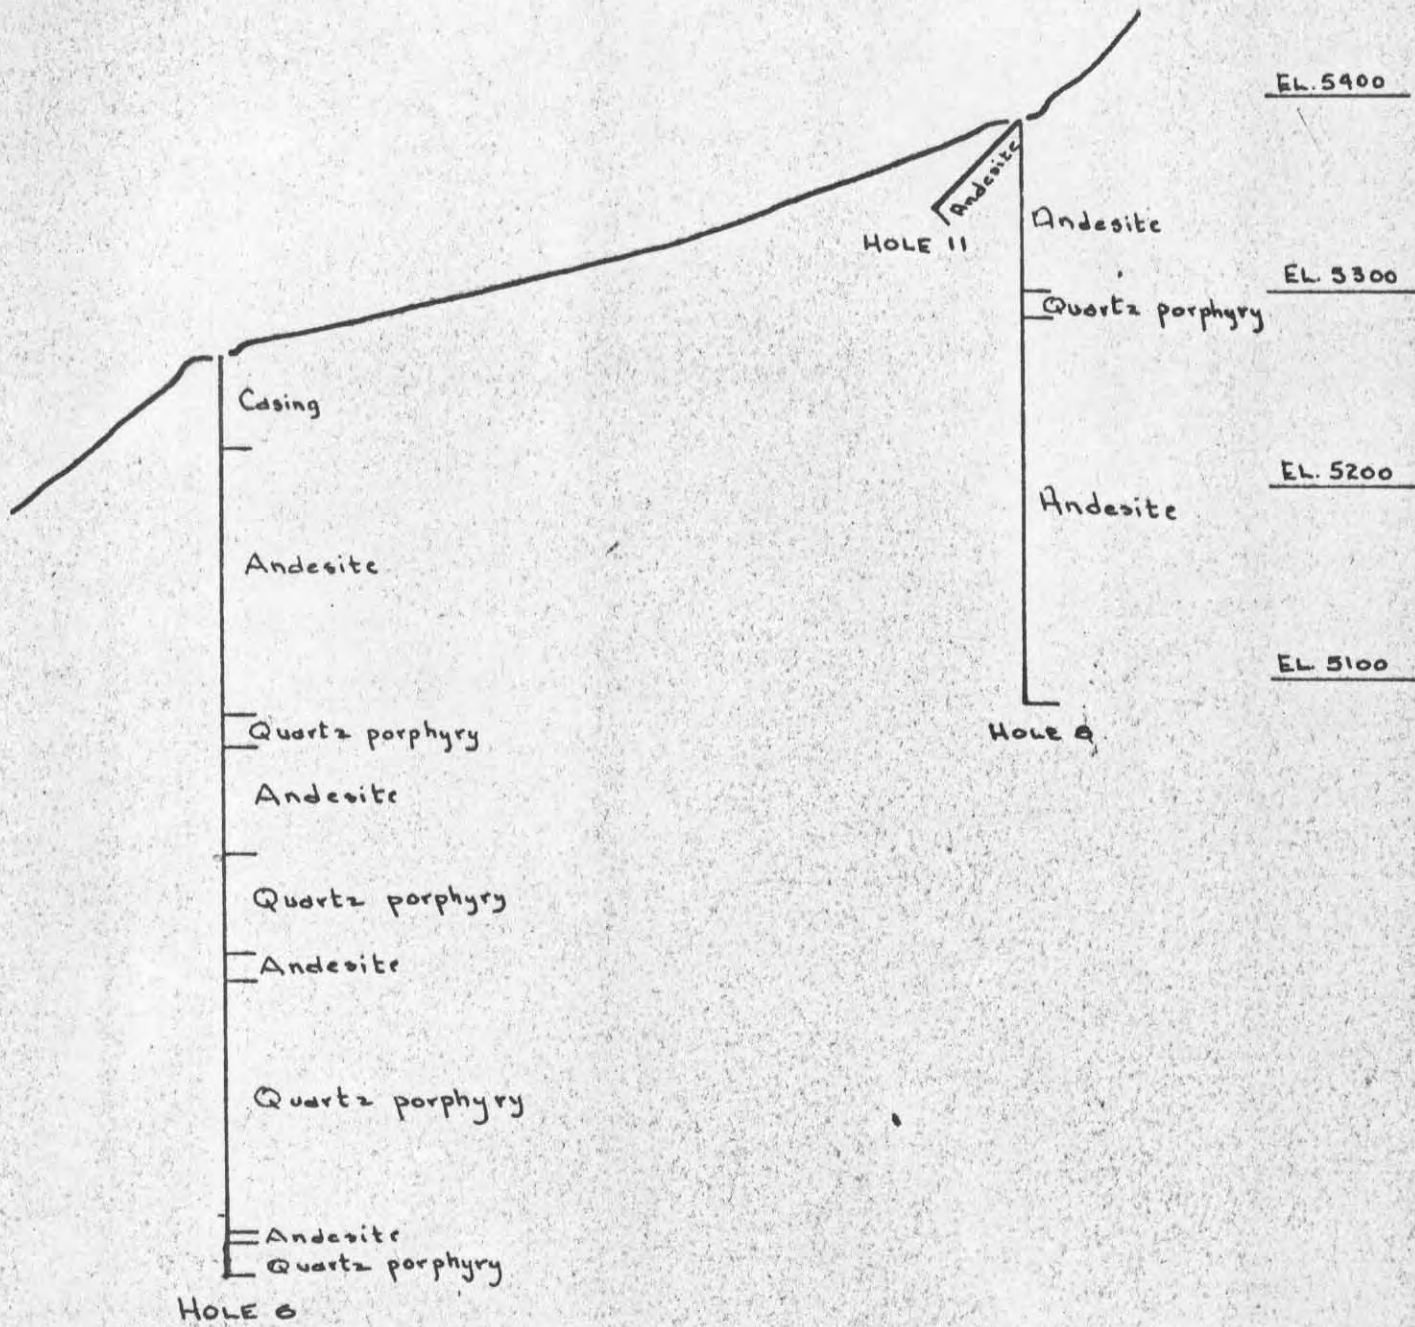 EL. 5400
Andesite
HOLE 11
Andesite
EL. 5300
Quartz porphyry
Casing
EL. 5200
Andesite
Andesite
EL. 5100
Quartz porphyry
HOLE
Andesite
Quartz porphyry
Andesite
Quartz porphyry
Andesite
Quartz porphyry
HOLE 6